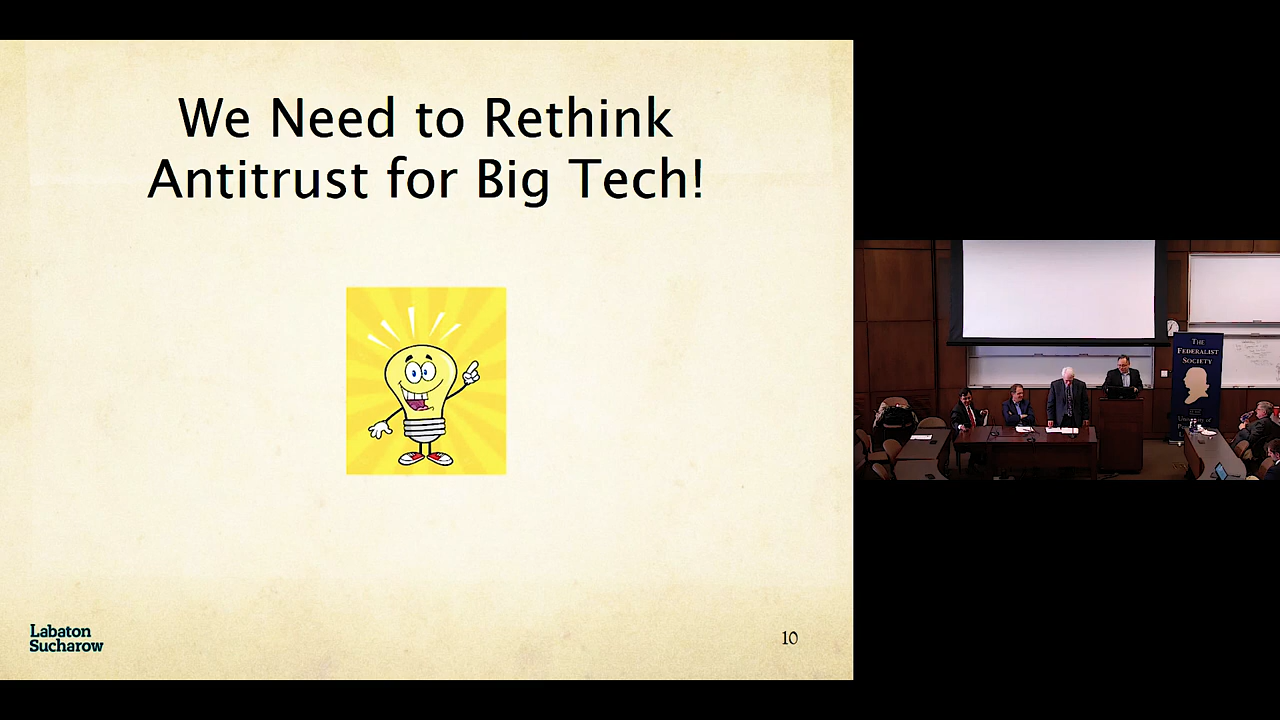 We Need to Rethink
Antitrust for Big Tech!
Labaton
Sucharow
10
THE
FEDERALIST
SOCIETY